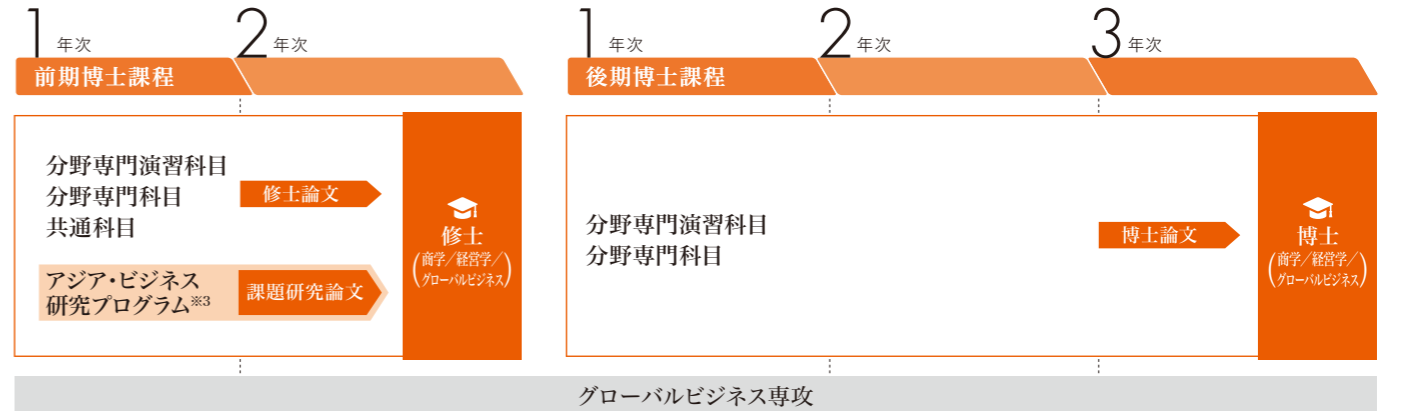 1年次
2年次
前期博士課程
分野専門演習科目
分野専門科目
共通科目
修士論文
アジア・ビジネス
研究プログラム※3
課題研究論文
修士
(商学／経営学／
グローバルビジネス)
1年次
2年次
3年次
後期博士課程
分野専門演習科目
分野専門科目
博士論文
博士
(商学／経営学／
グローバルビジネス)
グローバルビジネス専攻